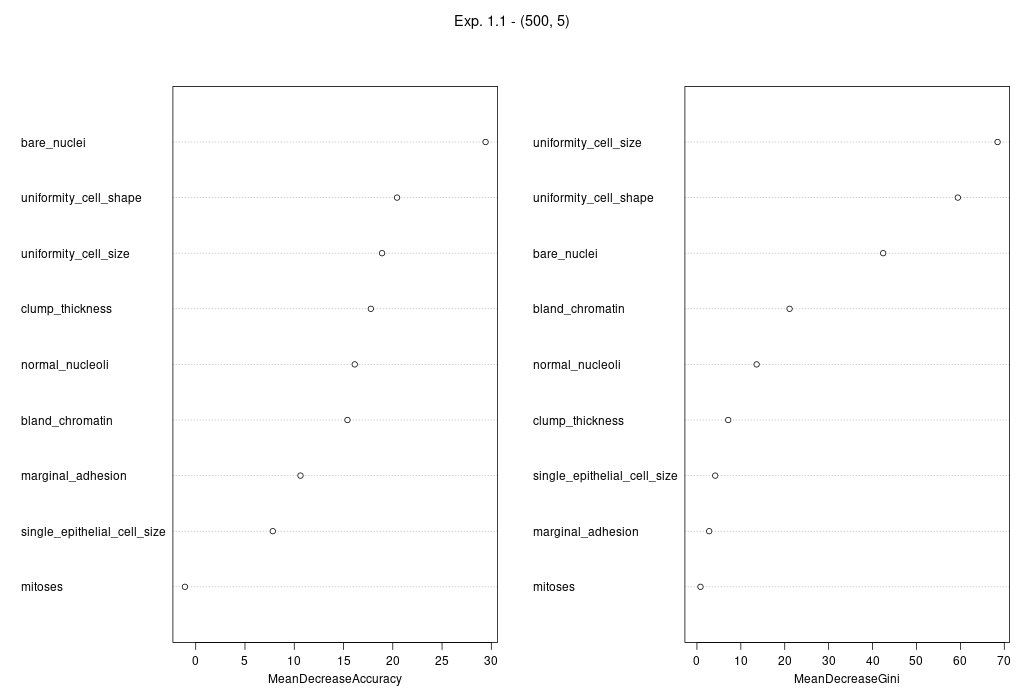 Exp. 1.1 - (500, 5)
bare_nuclei
uniformity_cell_shape
uniformity_cell_size
clump_thickness
normal_nucleoli
bland_chromatin
marginal_adhesion
single_epithelial_cell_size
mitoses
0 5 10 15 20 25 30
MeanDecreaseAccuracy
uniformity_cell_size
uniformity_cell_shape
bare_nuclei
bland_chromatin
normal_nucleoli
clump_thickness
single_epithelial_cell_size
marginal_adhesion
mitoses
0 10 20 30 40 50 60 70
MeanDecreaseGini